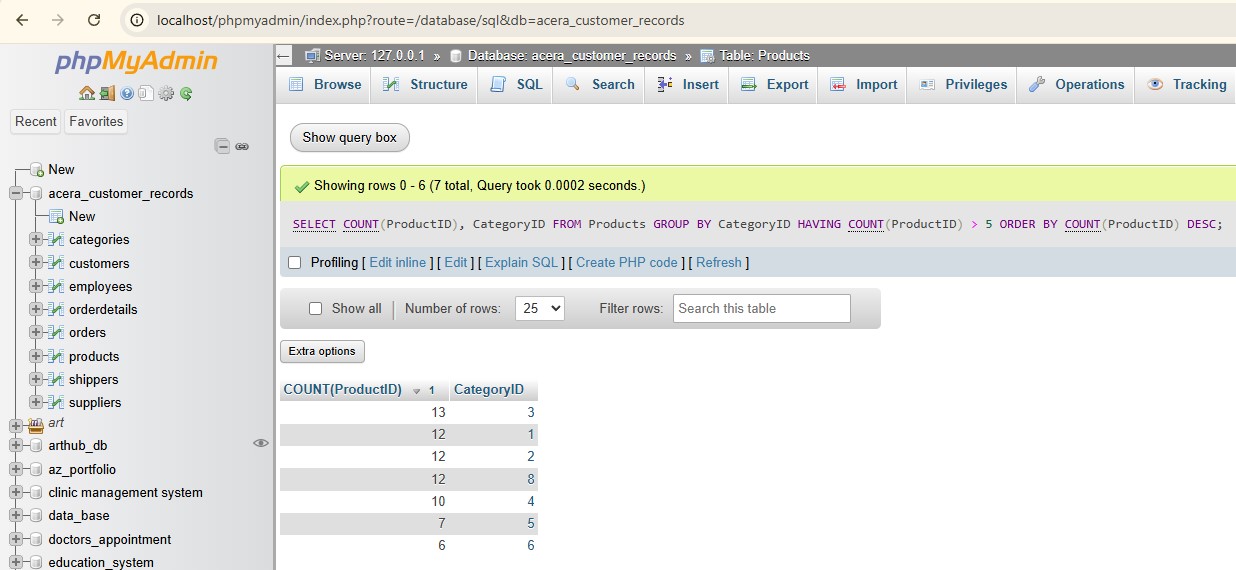 localhost/phpmyadmin/index.php?route=/database/sql&db=acera_customer_records
phpMyAdmin
Recent Favorites
New
acera_customer_records
New
categories
customers
employees
orderdetails
orders
products
shippers
suppliers
art
arthub_db
az_portfolio
clinic management system
data_base
doctors_appointment
education_system
Server: 127.0.0.1 » Database: acera_customer_records » Table: Products
Browse Structure SQL Search Insert Export Import Privileges Operations Tracking
Show query box
Showing rows 0 - 6 (7 total, Query took 0.0002 seconds.)
SELECT COUNT(ProductID), CategoryID FROM Products GROUP BY CategoryID HAVING COUNT(ProductID) > 5 ORDER BY COUNT(ProductID) DESC;
Profiling [ Edit inline ] [ Edit ] [ Explain SQL ] [ Create PHP code ] [ Refresh ]
Show all | Number of rows: 25 Filter rows: Search this table
Extra options
COUNT(ProductID) 1 CategoryID
13 3
12 1
12 2
12 8
10 4
7 5
6 6